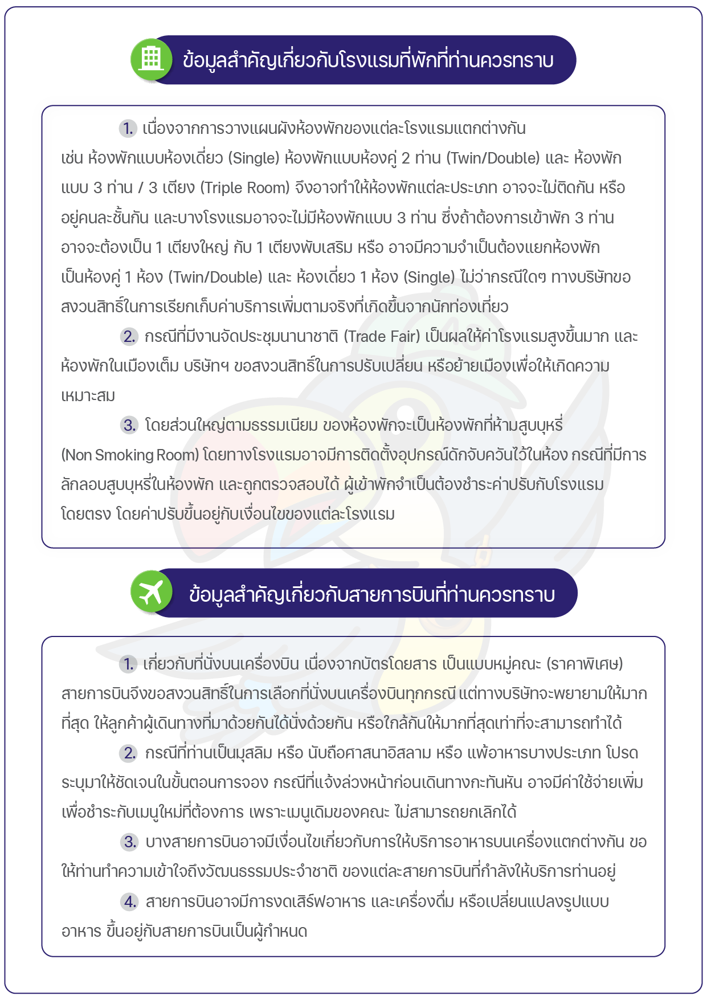 ข้อมูลสำคัญเกี่ยวกับโรงแรมที่พักที่ท่านควรทราบ
1. เนื่องจากการวางแผนผังห้องพักของแต่ละโรงแรมแตกต่างกัน
เช่น ห้องพักแบบห้องเดี่ยว (Single) ห้องพักแบบห้องคู่ 2 ท่าน (Twin/Double) และ ห้องพัก
แบบ 3 ท่าน / 3 เตียง (Triple Room) จึงอาจทำให้ห้องพักแต่ละประเภท อาจจะไม่ติดกัน หรือ
อยู่คนละชั้นกัน และบางโรงแรมอาจจะไม่มีห้องพักแบบ 3 ท่าน ซึ่งถ้าต้องการเข้าพัก 3 ท่าน
อาจจะต้องเป็น 1 เตียงใหญ่ กับ 1 เตียงพับเสริม หรือ อาจมีความจำเป็นต้องแยกห้องพัก
เป็นห้องคู่ 1 ห้อง (Twin/Double) และ ห้องเดี่ยว 1 ห้อง (Single) ไม่ว่ากรณีใดๆ ทางบริษัทขอ
สงวนสิทธิ์ในการเรียกเก็บค่าบริการเพิ่มตามจริงที่เกิดขึ้นจากนักท่องเที่ยว
2. กรณีที่มีงานจัดประชุมนานาชาติ (Trade Fair) เป็นผลให้ค่าโรงแรมสูงขึ้นมาก และ
ห้องพักในเมืองเต็ม บริษัทฯ ขอสงวนสิทธิ์ในการปรับเปลี่ยน หรือย้ายเมืองเพื่อให้เกิดความ
เหมาะสม
3. โดยส่วนใหญ่ตามธรรมเนียม ของห้องพักจะเป็นห้องพักที่ห้ามสูบบุหรี่
(Non Smoking Room) โดยทางโรงแรมอาจมีการติดตั้งอุปกรณ์ดักจับควันไว้ในห้อง กรณีที่มีการ
ลักลอบสูบบุหรี่ในห้องพัก และถูกตรวจสอบได้ ผู้เข้าพักจำเป็นต้องชำระค่าปรับกับโรงแรม
โดยตรง โดยค่าปรับขึ้นอยู่กับเงื่อนไขของแต่ละโรงแรม
ข้อมูลสำคัญเกี่ยวกับสายการบินที่ท่านควรทราบ
1. เกี่ยวกับที่นั่งบนเครื่องบิน เนื่องจากบัตรโดยสาร เป็นแบบหมู่คณะ (ราคาพิเศษ)
สายการบินจึงขอสงวนสิทธิ์ในการเลือกที่นั่งบนเครื่องบินทุกกรณี แต่ทางบริษัทจะพยายามให้มาก
ที่สุด ให้ลูกค้าผู้เดินทางที่มาด้วยกันได้นั่งด้วยกัน หรือใกล้กันให้มากที่สุดเท่าที่จะสามารถทำได้
2. กรณีที่ท่านเป็นมุสลิม หรือ นับถือศาสนาอิสลาม หรือ แพ้อาหารบางประเภท โปรด
ระบุมาให้ชัดเจนในขั้นตอนการจอง กรณีที่แจ้งล่วงหน้าก่อนเดินทางกะทันหัน อาจมีค่าใช้จ่ายเพิ่ม
เพื่อชำระกับเมนูใหม่ที่ต้องการ เพราะเมนูเดิมของคณะ ไม่สามารถยกเลิกได้
3. บางสายการบินอาจมีเงื่อนไขเกี่ยวกับการให้บริการอาหารบนเครื่องแตกต่างกัน ขอ
ให้ท่านทำความเข้าใจถึงวัฒนธรรมประจำชาติ ของแต่ละสายการบินที่กำลังให้บริการท่านอยู่
4. สายการบินอาจมีการงดเสิร์ฟอาหาร และเครื่องดื่ม หรือเปลี่ยนแปลงรูปแบบ
อาหาร ขึ้นอยู่กับสายการบินเป็นผู้กำหนด